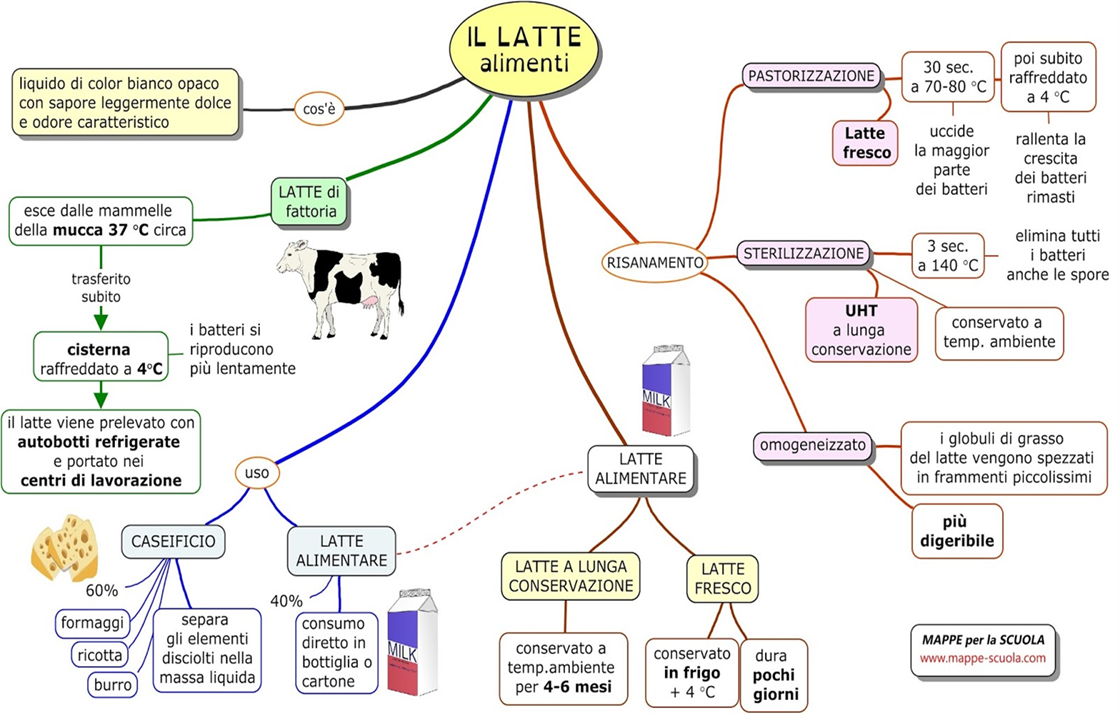 IL LATTE
alimenti
liquido di color bianco opaco
con sapore leggermente dolce
e odore caratteristico
cos'è
LATTE di
fattoria
esce dalle mammelle
della mucca 37 °C circa
trasferito
subito
cisterna
raffreddato a 4°C
i batteri si
riproducono
più lentamente
il latte viene prelevato con
autobotti refrigerate
e portato nei
centri di lavorazione
uso
CASEIFICIO
60%
formaggi
ricotta
burro
separa
gli elementi
disciolti nella
massa liquida
LATTE
ALIMENTARE
40%
consumo
diretto in
bottiglia o
cartone
MILK
MILK
LATTE
ALIMENTARE
LATTE A LUNGA
CONSERVAZIONE
conservato a
temp.ambiente
per 4-6 mesi
LATTE
FRESCO
conservato
in frigo
+ 4 °C
dura
pochi
giorni
RISANAMENTO
PASTORIZZAZIONE
Latte
fresco
30 sec.
a 70-80 °C
uccide
la maggior
parte
dei batteri
poi subito
raffreddato
a 4 °C
rallenta la
crescita
dei batteri
rimasti
STERILIZZAZIONE
3 sec.
a 140 °C
elimina tutti
i batteri
anche le spore
UHT
a lunga
conservazione
conservato a
temp. ambiente
omogeneizzato
i globuli di grasso
del latte vengono spezzati
in frammenti piccolissimi
più
digeribile
MAPPE per la SCUOLA
www.mappe-scuola.com